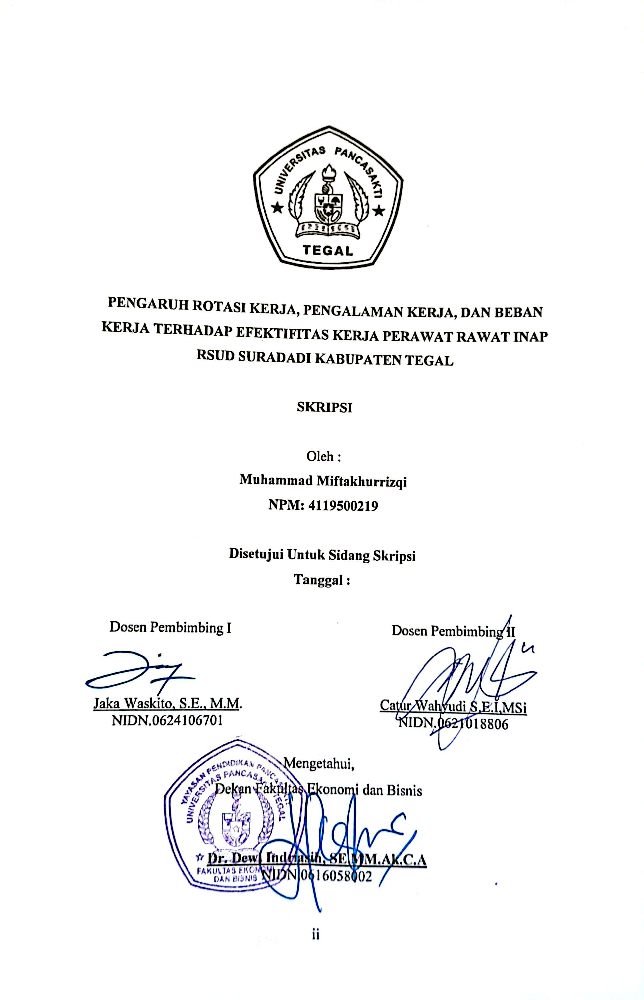 UNIVERSITAS PANCASAKTI
TEGAL
PENGARUH ROTASI KERJA, PENGALAMAN KERJA, DAN BEBAN
KERJA TERHADAP EFEKTIFITAS KERJA PERAWAT RAWAT INAP
RSUD SURADADI KABUPATEN TEGAL
SKRIPSI
Oleh :
Muhammad Miftakhurrizqi
NPM: 4119500219
Disetujui Untuk Sidang Skripsi
Tanggal :
Dosen Pembimbing I
Dosen Pembimbing II
Jaka Waskito, S.E., M.M.
NIDN.0624106701
Catur Wahyudi S.E.I,MSi
NIDN.0621018806
Mengetahui,
Dekan Fakultas Ekonomi dan Bisnis
YAYASAN PENDIDIKAN PANCASAKTI
UNIVERSITAS PANCASAKTI TEGAL
Dr. Dewi Indriasih, SE.MM.Ak.C.A
NIDN.0616058002
FAKULTAS EKONOMI
DAN BISNIS
ii